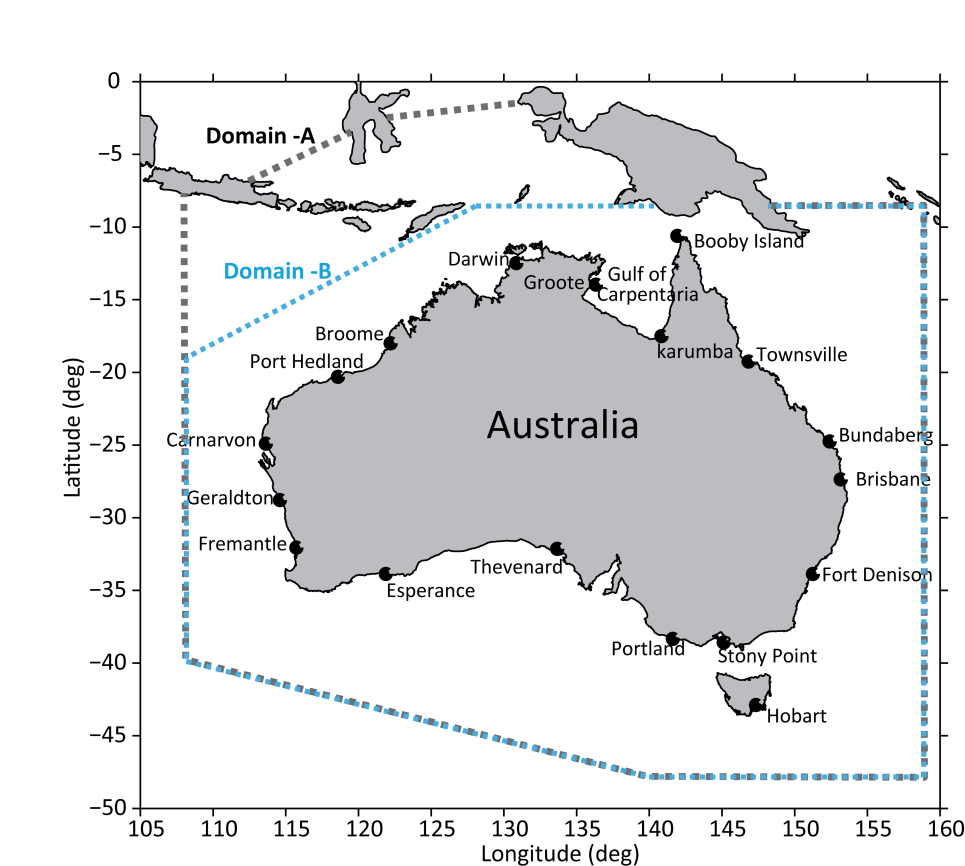 0
Domain -A
−5
−10
Booby Island
Darwin
Domain -B
Gulf of
Groote
Carpentaria
−15
Broome
karumba
Townsville
Port Hedland
−20
Latitude (deg)
Australia
Bundaberg
Carnarvon
−25
Brisbane
Geraldton
−30
Fremantle
Thevenard
Fort Denison
Esperance
−35
Portland
Stony Point
−40
Hobart
−45
−50
105 110 115 120 125 130 135 140 145 150 155 160
Longitude (deg)